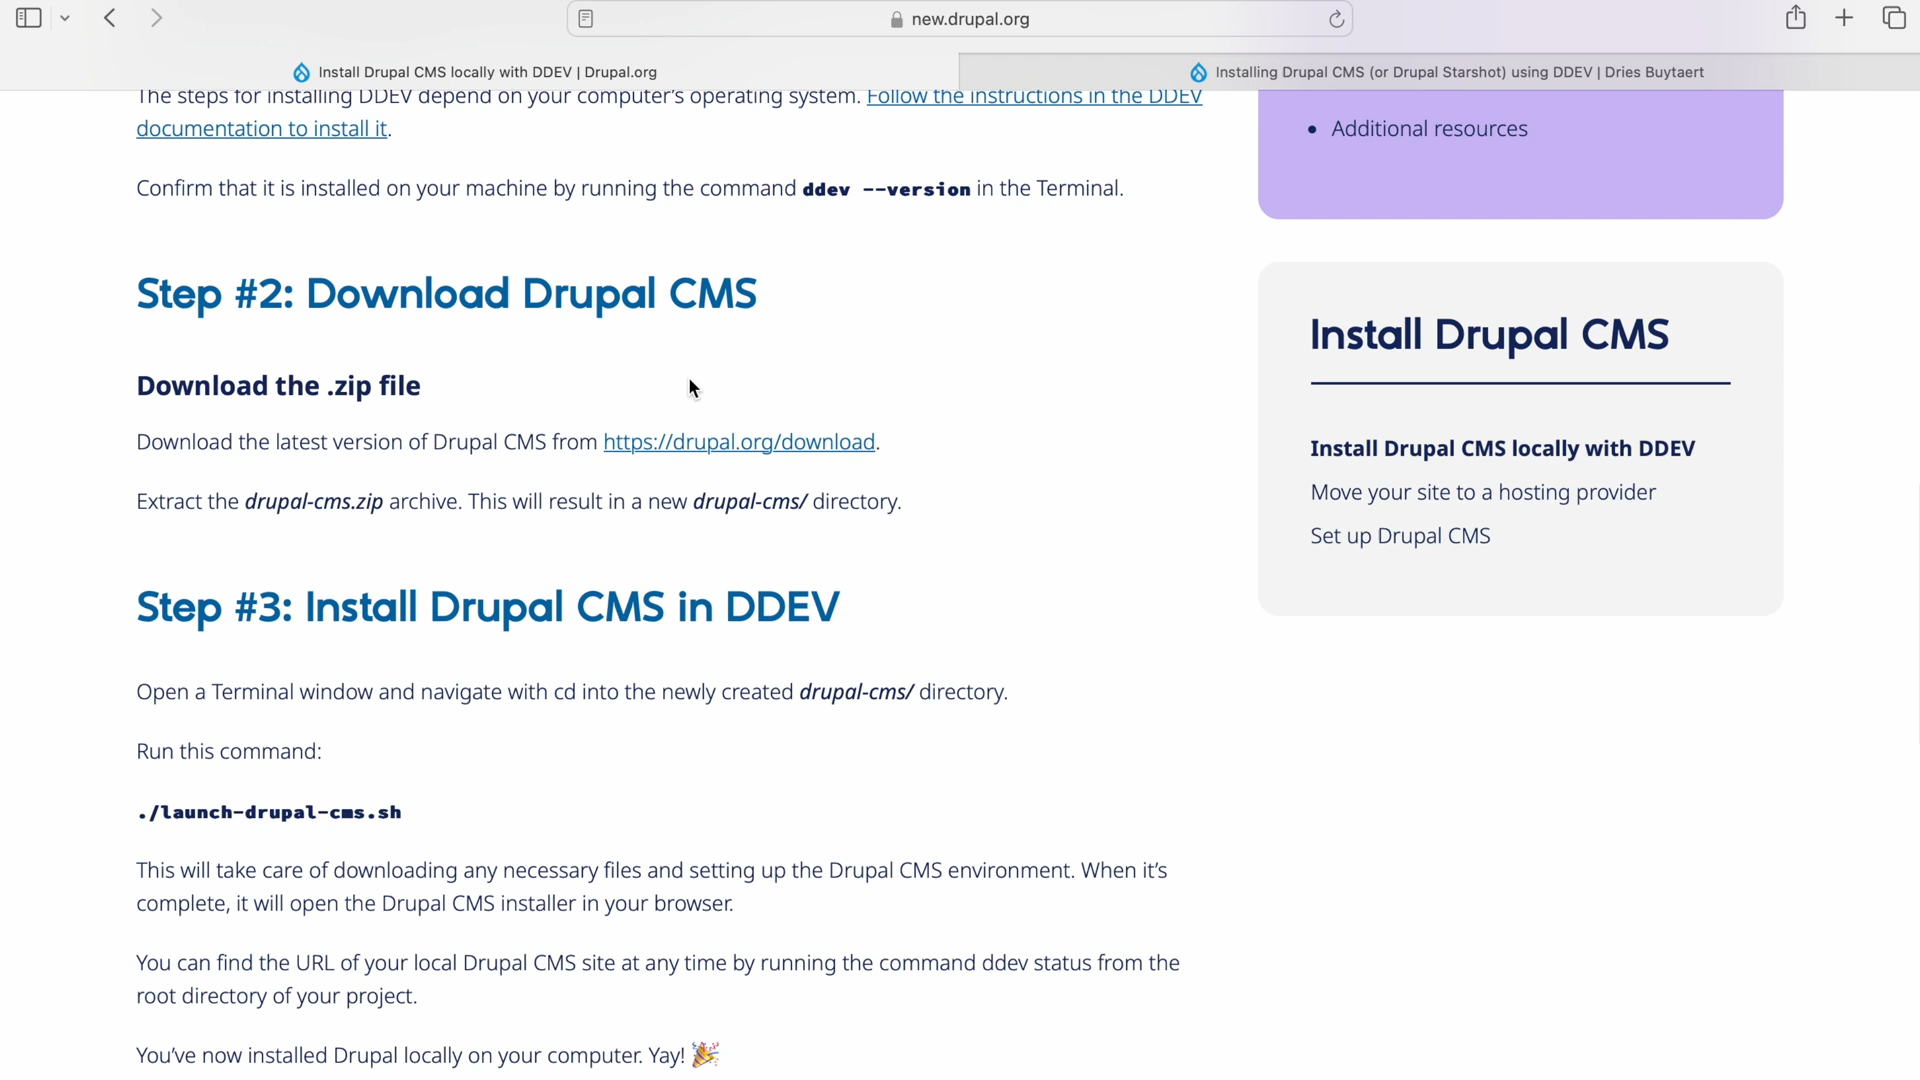 new.drupal.org
Install Drupal CMS locally with DDEV | Drupal.org
Installing Drupal CMS (or Drupal Starshot) using DDEV | Dries Buytaert
The steps for installing DDEV depend on your computer's operating system. Follow the instructions in the DDEV
documentation to install it.
Confirm that it is installed on your machine by running the command ddev --version in the Terminal.
Step #2: Download Drupal CMS
Download the .zip file
Download the latest version of Drupal CMS from https://drupal.org/download.
Extract the drupal-cms.zip archive. This will result in a new drupal-cms/ directory.
Step #3: Install Drupal CMS in DDEV
Open a Terminal window and navigate with cd into the newly created drupal-cms/ directory.
Run this command:
./launch-drupal-cms.sh
This will take care of downloading any necessary files and setting up the Drupal CMS environment. When it's
complete, it will open the Drupal CMS installer in your browser.
You can find the URL of your local Drupal CMS site at any time by running the command ddev status from the
root directory of your project.
You've now installed Drupal locally on your computer. Yay! 🎉
• Additional resources
Install Drupal CMS
Install Drupal CMS locally with DDEV
Move your site to a hosting provider
Set up Drupal CMS